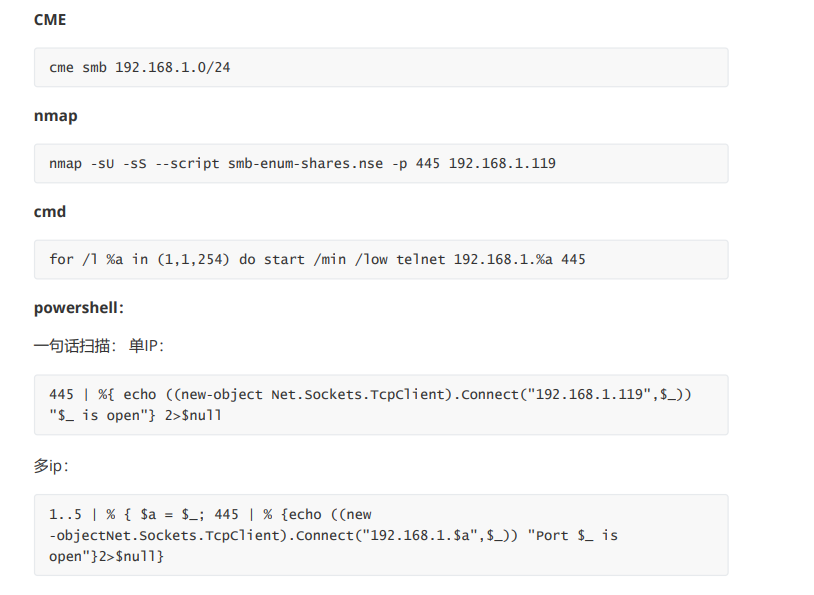 CME
cme smb 192.168.1.0/24
nmap
nmap -sU -sS --script smb-enum-shares.nse -p 445 192.168.1.119
cmd
for /l %a in (1,1,254) do start /min /low telnet 192.168.1.%a 445
powershell：
一句话扫描： 单IP：
445 | %{ echo ((new-object Net.Sockets.TcpClient).Connect("192.168.1.119",$_))
"$_ is open"} 2>$null
多ip：
1..5 | % { $a = $_; 445 | % {echo ((new
-objectNet.Sockets.TcpClient).Connect("192.168.1.$a",$_)) "Port $_ is
open"}2>$null}